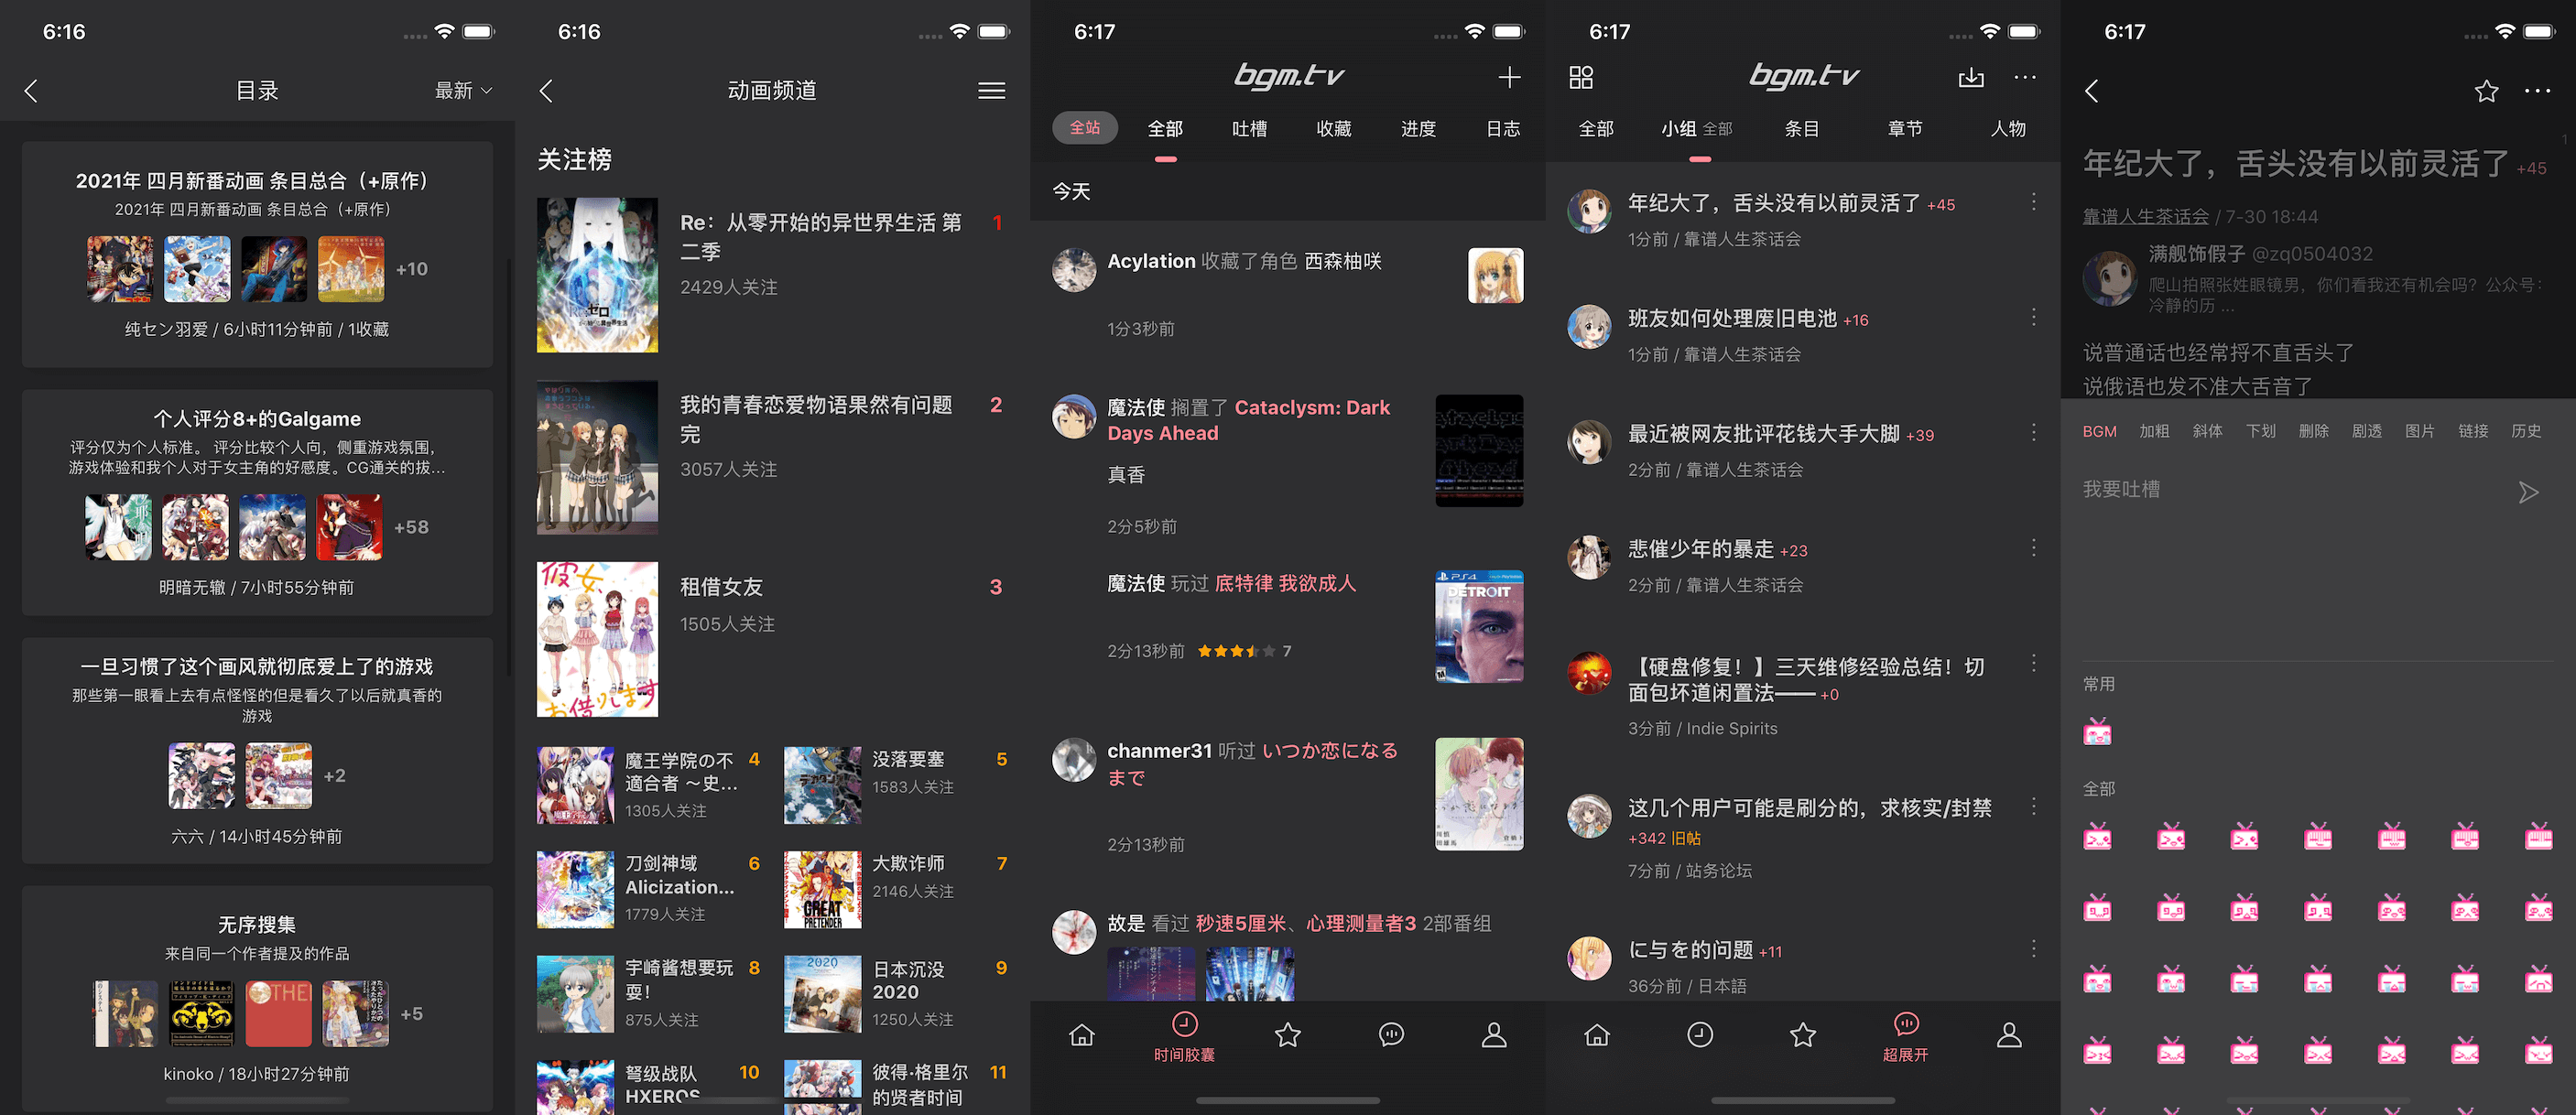 6:16
目录
最新
2021年 四月新番动画 条目总合（+原作）
2021年 四月新番动画 条目总合（+原作）
+10
纯セン羽爱 / 6小时11分钟前 / 1收藏
个人评分8+的Galgame
评分仅为个人标准。 评分比较个人向，侧重游戏氛围，
游戏体验和我个人对于女主角的好感度。CG通关的拔...
+58
明暗无辙 / 7小时55分钟前
一旦习惯了这个画风就彻底爱上了的游戏
那些第一眼看上去有点怪怪的但是看久了以后就真香的
游戏
+2
六六 / 14小时45分钟前
无序搜集
来自同一个作者提及的作品
+5
kinoko / 18小时27分钟前
6:16
动画频道
关注榜
Re：从零开始的异世界生活 第
二季
1
2429人关注
我的青春恋爱物语果然有问题
完
2
3057人关注
租借女友
3
1505人关注
魔王学院の不
適合者 ～史...
4
1305人关注
没落要塞
5
1583人关注
刀剑神域
Alicization...
6
1779人关注
大欺诈师
7
2146人关注
GREAT
PRETENDER
宇崎酱想要玩
耍！
8
875人关注
日本沉没
2020
9
1250人关注
弩级战队
HXEROS
10
彼得·格里尔
的贤者时间
11
6:17
bgm.tv
全站
全部
吐槽
收藏
进度
日志
今天
Acylation 收藏了角色 西森柚咲
1分3秒前
魔法使 搁置了 Cataclysm: Dark
Days Ahead
真香
2分5秒前
魔法使 玩过 底特律 我欲成人
2分13秒前
7
PS4
DETROIT
chanmer31 听过 いつか恋になる
まで
2分13秒前
故是 看过 秒速5厘米、心理测量者3 2部番组
时间胶囊
6:17
bgm.tv
全部
小组 全部
条目
章节
人物
年纪大了，舌头没有以前灵活了 +45
1分前 / 靠谱人生茶话会
班友如何处理废旧电池 +16
1分前 / 靠谱人生茶话会
最近被网友批评花钱大手大脚 +39
2分前 / 靠谱人生茶话会
悲催少年的暴走 +23
2分前 / 靠谱人生茶话会
【硬盘修复！】三天维修经验总结！切
面包坏道闲置法—— +0
3分前 / Indie Spirits
这几个用户可能是刷分的，求核实/封禁
+342 旧帖
7分前 / 站务论坛
に与を的问题 +11
36分前 / 日本語
超展开
6:17
1
年纪大了，舌头没有以前灵活了 +45
靠谱人生茶话会 / 7-30 18:44
满舰饰假子 @zq0504032
爬山拍照张姓眼镜男，你们看我还有机会吗？公众号：
冷静的历 ...
说普通话也经常捋不直舌头了
说俄语也发不准大舌音了
BGM
加粗
斜体
下划
删除
剧透
图片
链接
历史
我要吐槽
常用
全部